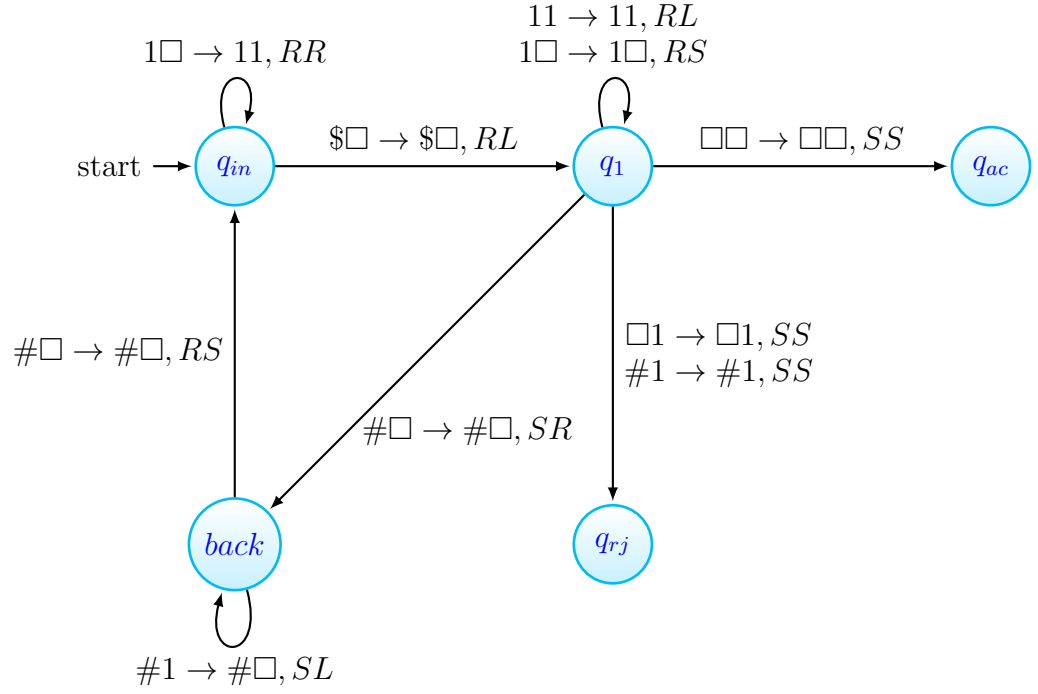 11 → 11, RL
1□ → 11, RR
1□ → 1□, RS
$□ → $□, RL
□□ → □□, SS
start
q_in
q_1
q_ac
#□ → #□, RS
□1 → □1, SS
#1 → #1, SS
#□ → #□, SR
back
q_rj
#1 → #□, SL